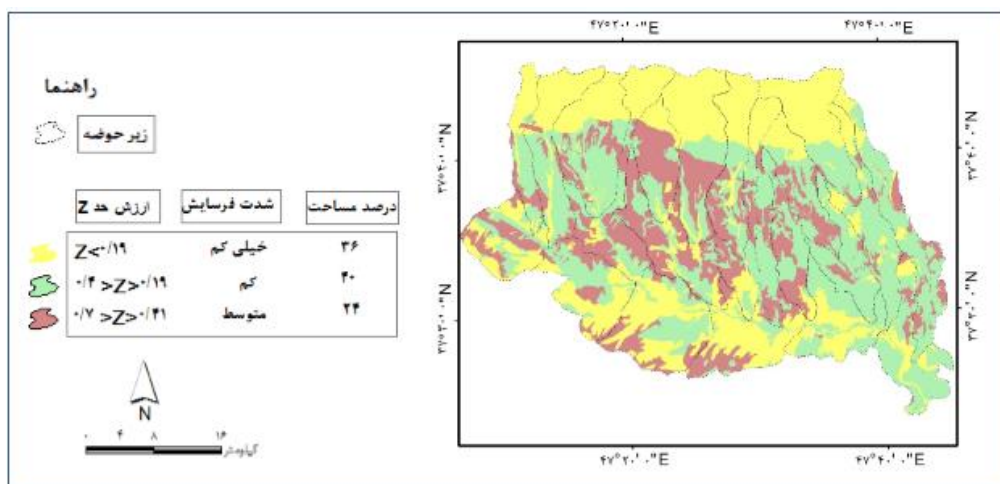 راهنما
زیر حوضه
ارزش حد Z شدت فرسایش درصد مساحت
Z<۰/۱۹ خیلی کم ۳۶
۰/۴ >Z>۰/۱۹ کم ۴۰
۰/۷ >Z>۰/۴۱ متوسط ۲۴
N
۰ ۴ ۸ ۱۶
کیلومتر
۴۷°۲۰'۰"E ۴۷°۴۰'۰"E
۴۷°۲۰'۰"E ۴۷°۴۰'۰"E